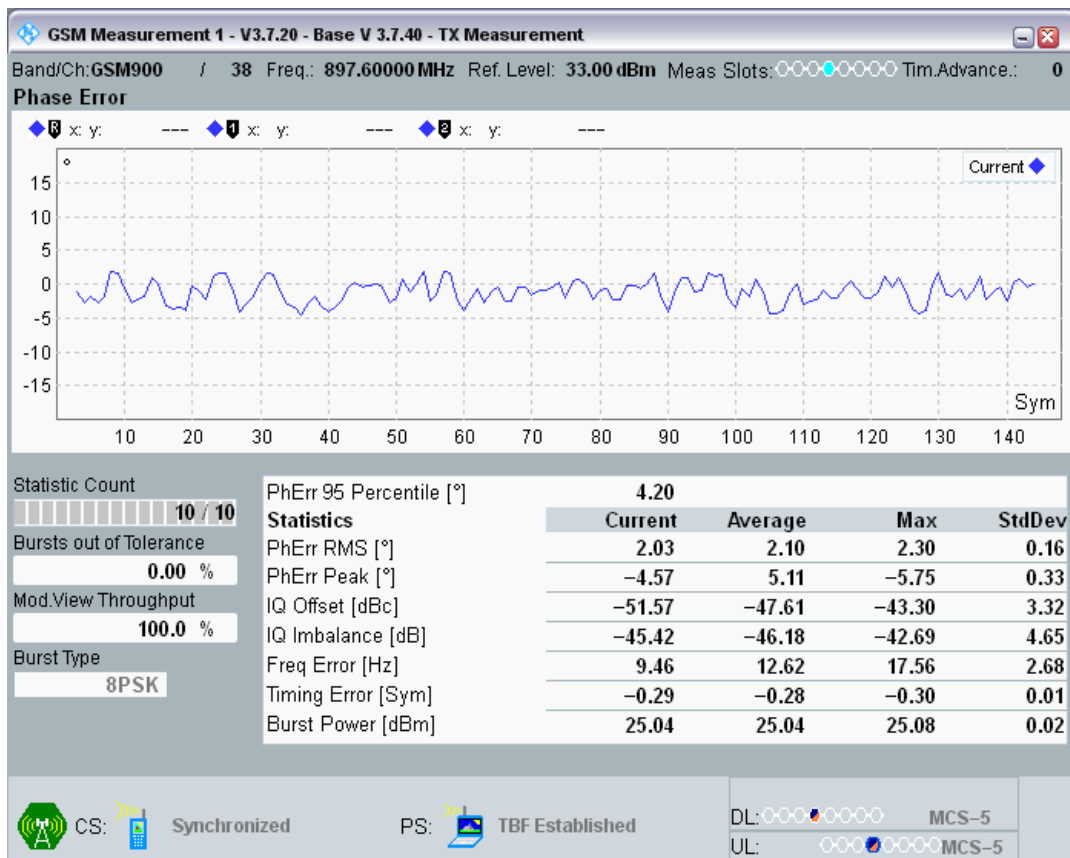 GSM Measurement 1 - V3.7.20 - Base V 3.7.40 - TX Measurement
Band/Ch:GSM900 / 38 Freq.: 897.60000 MHz Ref. Level: 33.00 dBm Meas Slots: Tim.Advance.: 0
Phase Error
R x: y: --- 1 x: y: --- 2 x: y: ---
°
Current
15
10
5
0
-5
-10
-15
Sym
10 20 30 40 50 60 70 80 90 100 110 120 130 140
Statistic Count
10 / 10
Bursts out of Tolerance
0.00 %
Mod.View Throughput
100.0 %
Burst Type
8PSK
PhErr 95 Percentile [°] 4.20
Statistics Current Average Max StdDev
PhErr RMS [°] 2.03 2.10 2.30 0.16
PhErr Peak [°] −4.57 5.11 −5.75 0.33
IQ Offset [dBc] −51.57 −47.61 −43.30 3.32
IQ Imbalance [dB] −45.42 −46.18 −42.69 4.65
Freq Error [Hz] 9.46 12.62 17.56 2.68
Timing Error [Sym] −0.29 −0.28 −0.30 0.01
Burst Power [dBm] 25.04 25.04 25.08 0.02
CS: Synchronized PS: TBF Established
DL: MCS−5
UL: MCS−5